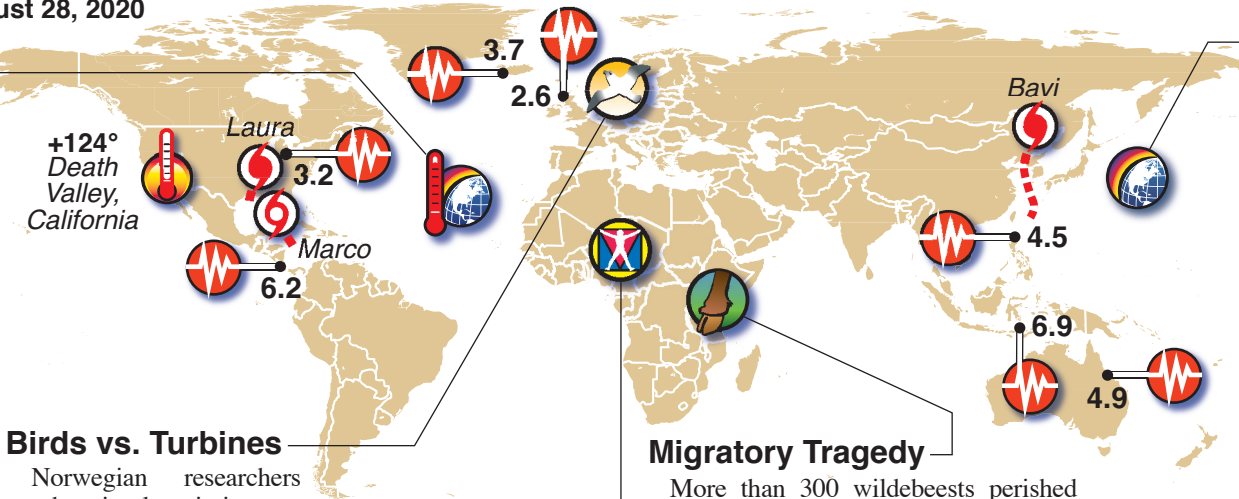 ust 28, 2020
3.7
2.6
Bavi
+124°
Death
Valley,
California
Laura
3.2
Marco
6.2
4.5
6.9
4.9
Birds vs. Turbines
Norwegian researchers
Migratory Tragedy
More than 300 wildebeests perished